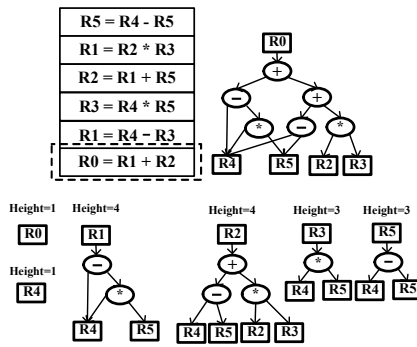 R5 = R4 - R5
R1 = R2 * R3
R2 = R1 + R5
R3 = R4 * R5
R1 = R4 – R3
R0 = R1 + R2
R0
+
– +
* – *
R4 R5 R2 R3
Height=1 Height=4 Height=4 Height=3 Height=3
R0 R1 R2 R3 R5
– + * –
Height=1
R4 * – * R4 R5 R4 R5
R4 R5 R4 R5 R2 R3